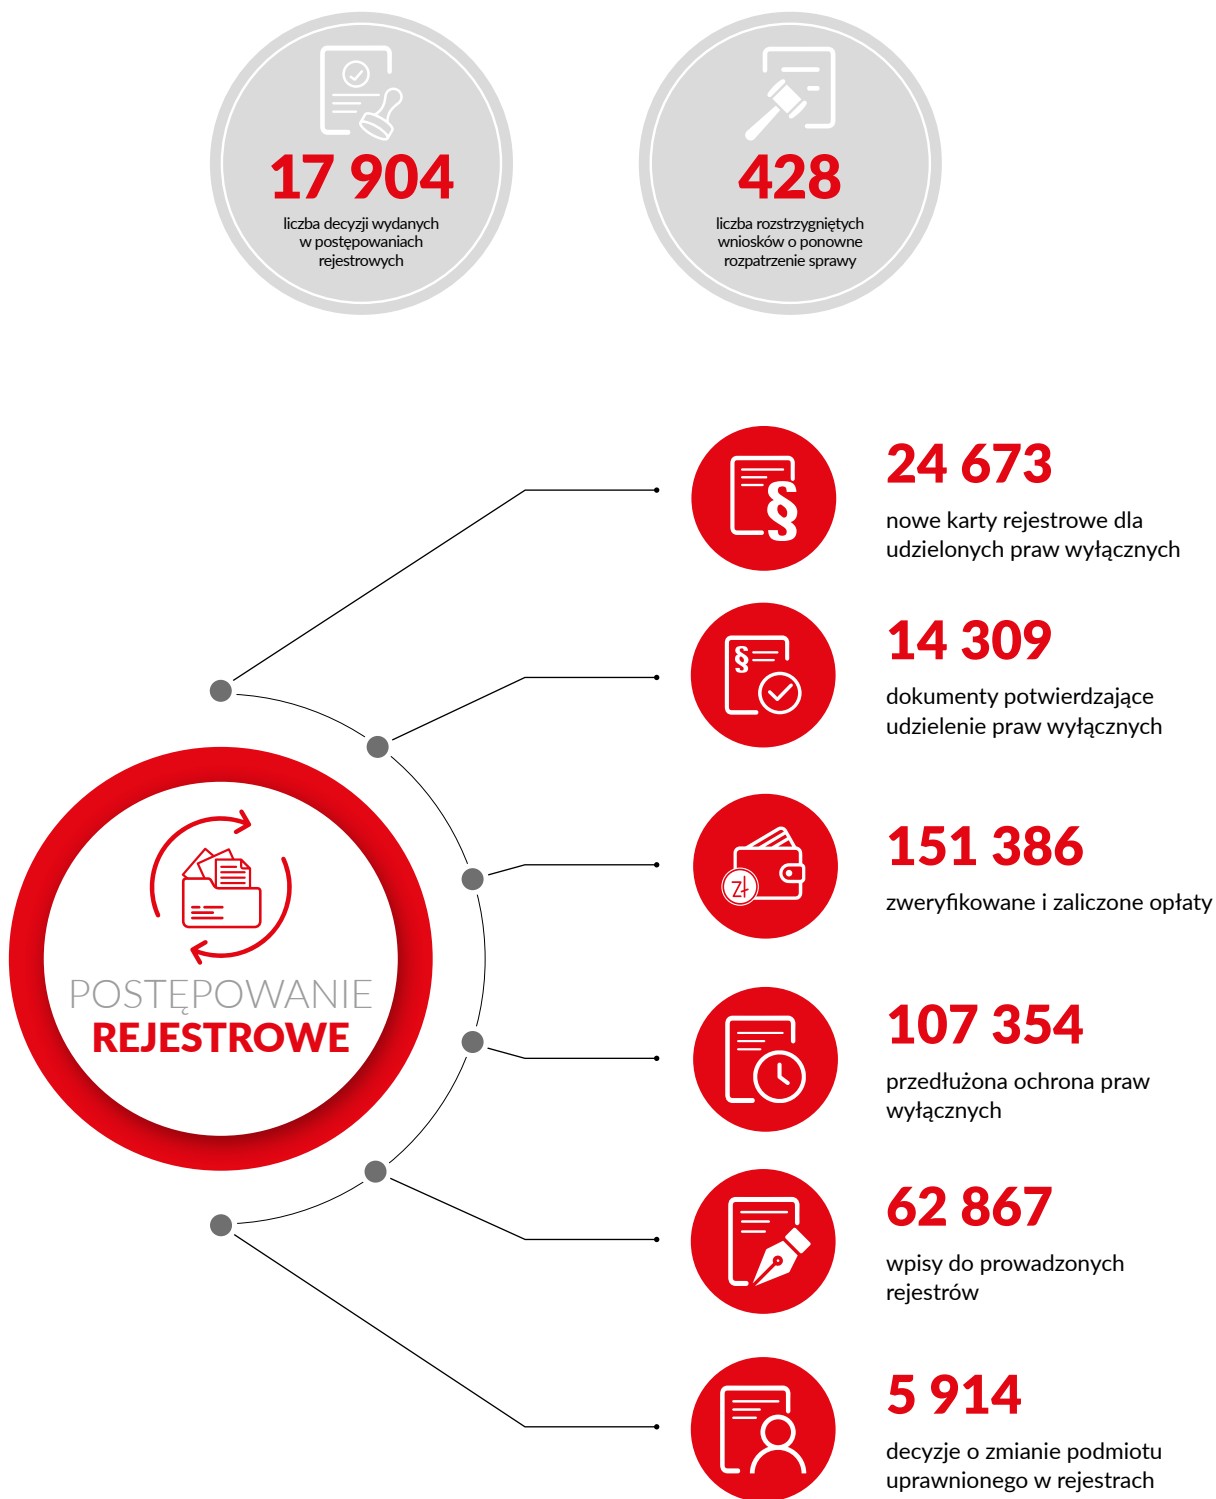 17 904
liczba decyzji wydanych
w postępowaniach
rejestrowych
428
liczba rozstrzygniętych
wniosków o ponowne
rozpatrzenie sprawy
24 673
nowe karty rejestrowe dla
udzielonych praw wyłącznych
14 309
dokumenty potwierdzające
udzielenie praw wyłącznych
151 386
zweryfikowane i zaliczone opłaty
zł
POSTĘPOWANIE
REJESTROWE
107 354
przedłużona ochrona praw
wyłącznych
62 867
wpisy do prowadzonych
rejestrów
5 914
decyzje o zmianie podmiotu
uprawnionego w rejestrach